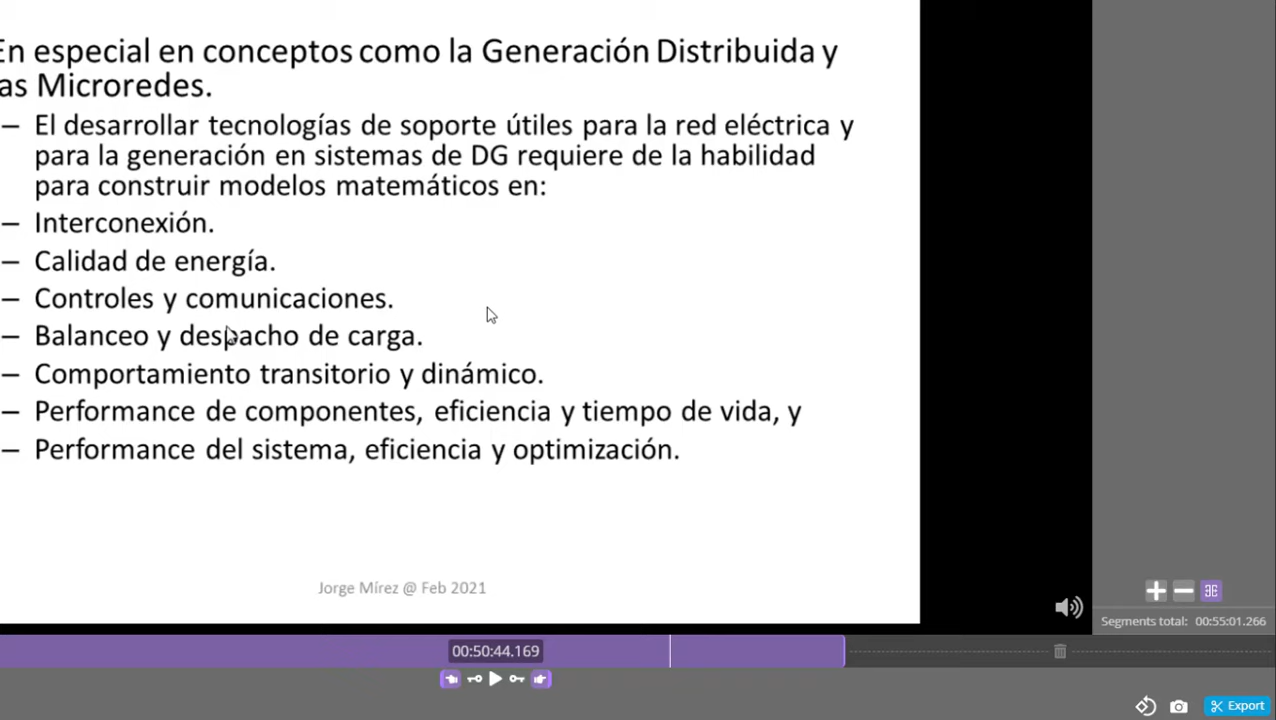 En especial en conceptos como la Generación Distribuida y
as Microredes.
– El desarrollar tecnologías de soporte útiles para la red eléctrica y
para la generación en sistemas de DG requiere de la habilidad
para construir modelos matemáticos en:
– Interconexión.
– Calidad de energía.
– Controles y comunicaciones.
– Balanceo y despacho de carga.
– Comportamiento transitorio y dinámico.
– Performance de componentes, eficiencia y tiempo de vida, y
– Performance del sistema, eficiencia y optimización.
Jorge Mírez @ Feb 2021
Segments total: 00:55:01.266
00:50:44.169
Export